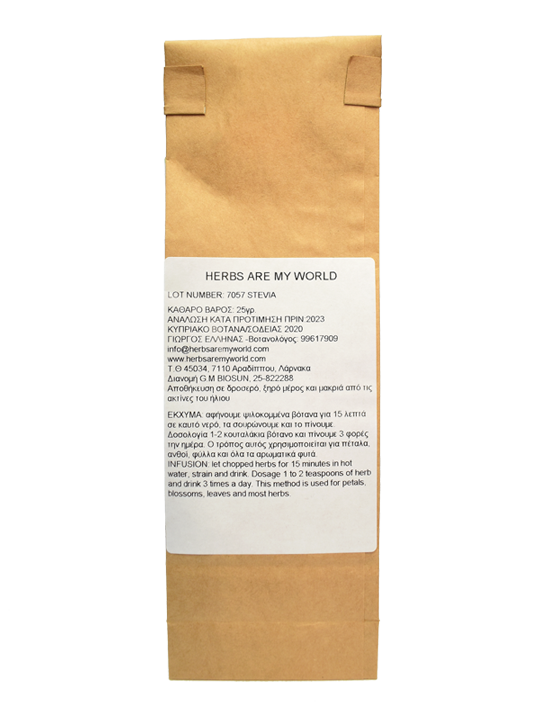 HERBS ARE MY WORLD
LOT NUMBER: 7057 STEVIA
ΚΑΘΑΡΟ ΒΑΡΟΣ: 25γρ.
ΑΝΑΛΩΣΗ ΚΑΤΑ ΠΡΟΤΙΜΗΣΗ ΠΡΙΝ:2023
ΚΥΠΡΙΑΚΟ ΒΟΤΑΝΑ/ΣΟΔΕΙΑΣ 2020
ΓΙΩΡΓΟΣ ΕΛΛΗΝΑΣ -Βοτανολόγος: 99617909
info@herbsaremyworld.com
www.herbsaremyworld.com
Τ.Θ 45034, 7110 Αραδίππου, Λάρνακα
Διανομή G.M BIOSUN, 25-822288
Αποθήκευση σε δροσερό, ξηρό μέρος και μακριά από τις
ακτίνες του ήλιου
ΕΚΧΥΜΑ: αφήνουμε ψιλοκομμένα βότανα για 15 λεπτά
σε καυτό νερό, τα σουρώνουμε και το πίνουμε.
Δοσολογία 1-2 κουταλάκια βότανο και πίνουμε 3 φορές
την ημέρα. Ο τρόπος αυτός χρησιμοποιείται για πέταλα,
ανθοί, φύλλα και όλα τα αρωματικά φυτά.
INFUSION: let chopped herbs for 15 minutes in hot
water, strain and drink. Dosage 1 to 2 teaspoons of herb
and drink 3 times a day. This method is used for petals,
blossoms, leaves and most herbs.